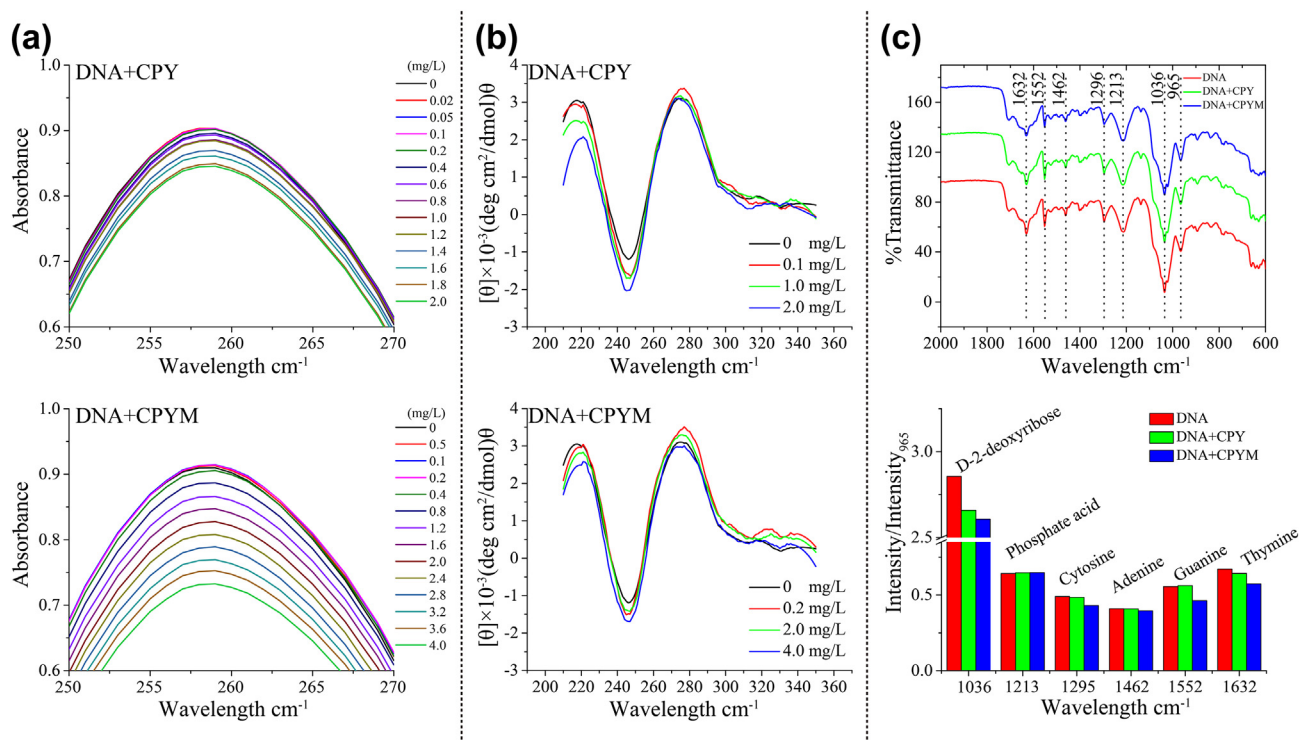 (a)
DNA+CPY
Absorbance
1.0
0.9
0.8
0.7
0.6
250
255
260
265
270
Wavelength cm-1
(mg/L)
0
0.02
0.05
0.1
0.2
0.4
0.6
0.8
1.0
1.2
1.4
1.6
1.8
2.0
DNA+CPYM
Absorbance
1.0
0.9
0.8
0.7
0.6
250
255
260
265
270
Wavelength cm-1
(mg/L)
0
0.5
0.1
0.2
0.4
0.8
1.2
1.6
2.0
2.4
2.8
3.2
3.6
4.0
(b)
DNA+CPY
[θ]×10-3(deg cm2/dmol)θ
4
3
2
1
0
-1
-2
-3
200 220 240 260 280 300 320 340 360
Wavelength cm-1
0 mg/L
0.1 mg/L
1.0 mg/L
2.0 mg/L
DNA+CPYM
[θ]×10-3(deg cm2/dmol)θ
4
3
2
1
0
-1
-2
-3
200 220 240 260 280 300 320 340 360
Wavelength cm-1
0 mg/L
0.2 mg/L
2.0 mg/L
4.0 mg/L
(c)
%Transmittance
160
120
80
40
0
1632
1552
1462
1296
1213
1036
965
DNA
DNA+CPY
DNA+CPYM
2000 1800 1600 1400 1200 1000 800 600
Wavelength cm-1
Intensity/Intensity965
3.0
2.5
0.5
0.0
DNA
DNA+CPY
DNA+CPYM
D-2-deoxyribose
Phosphate acid
Cytosine
Adenine
Guanine
Thymine
1036 1213 1295 1462 1552 1632
Wavelength cm-1